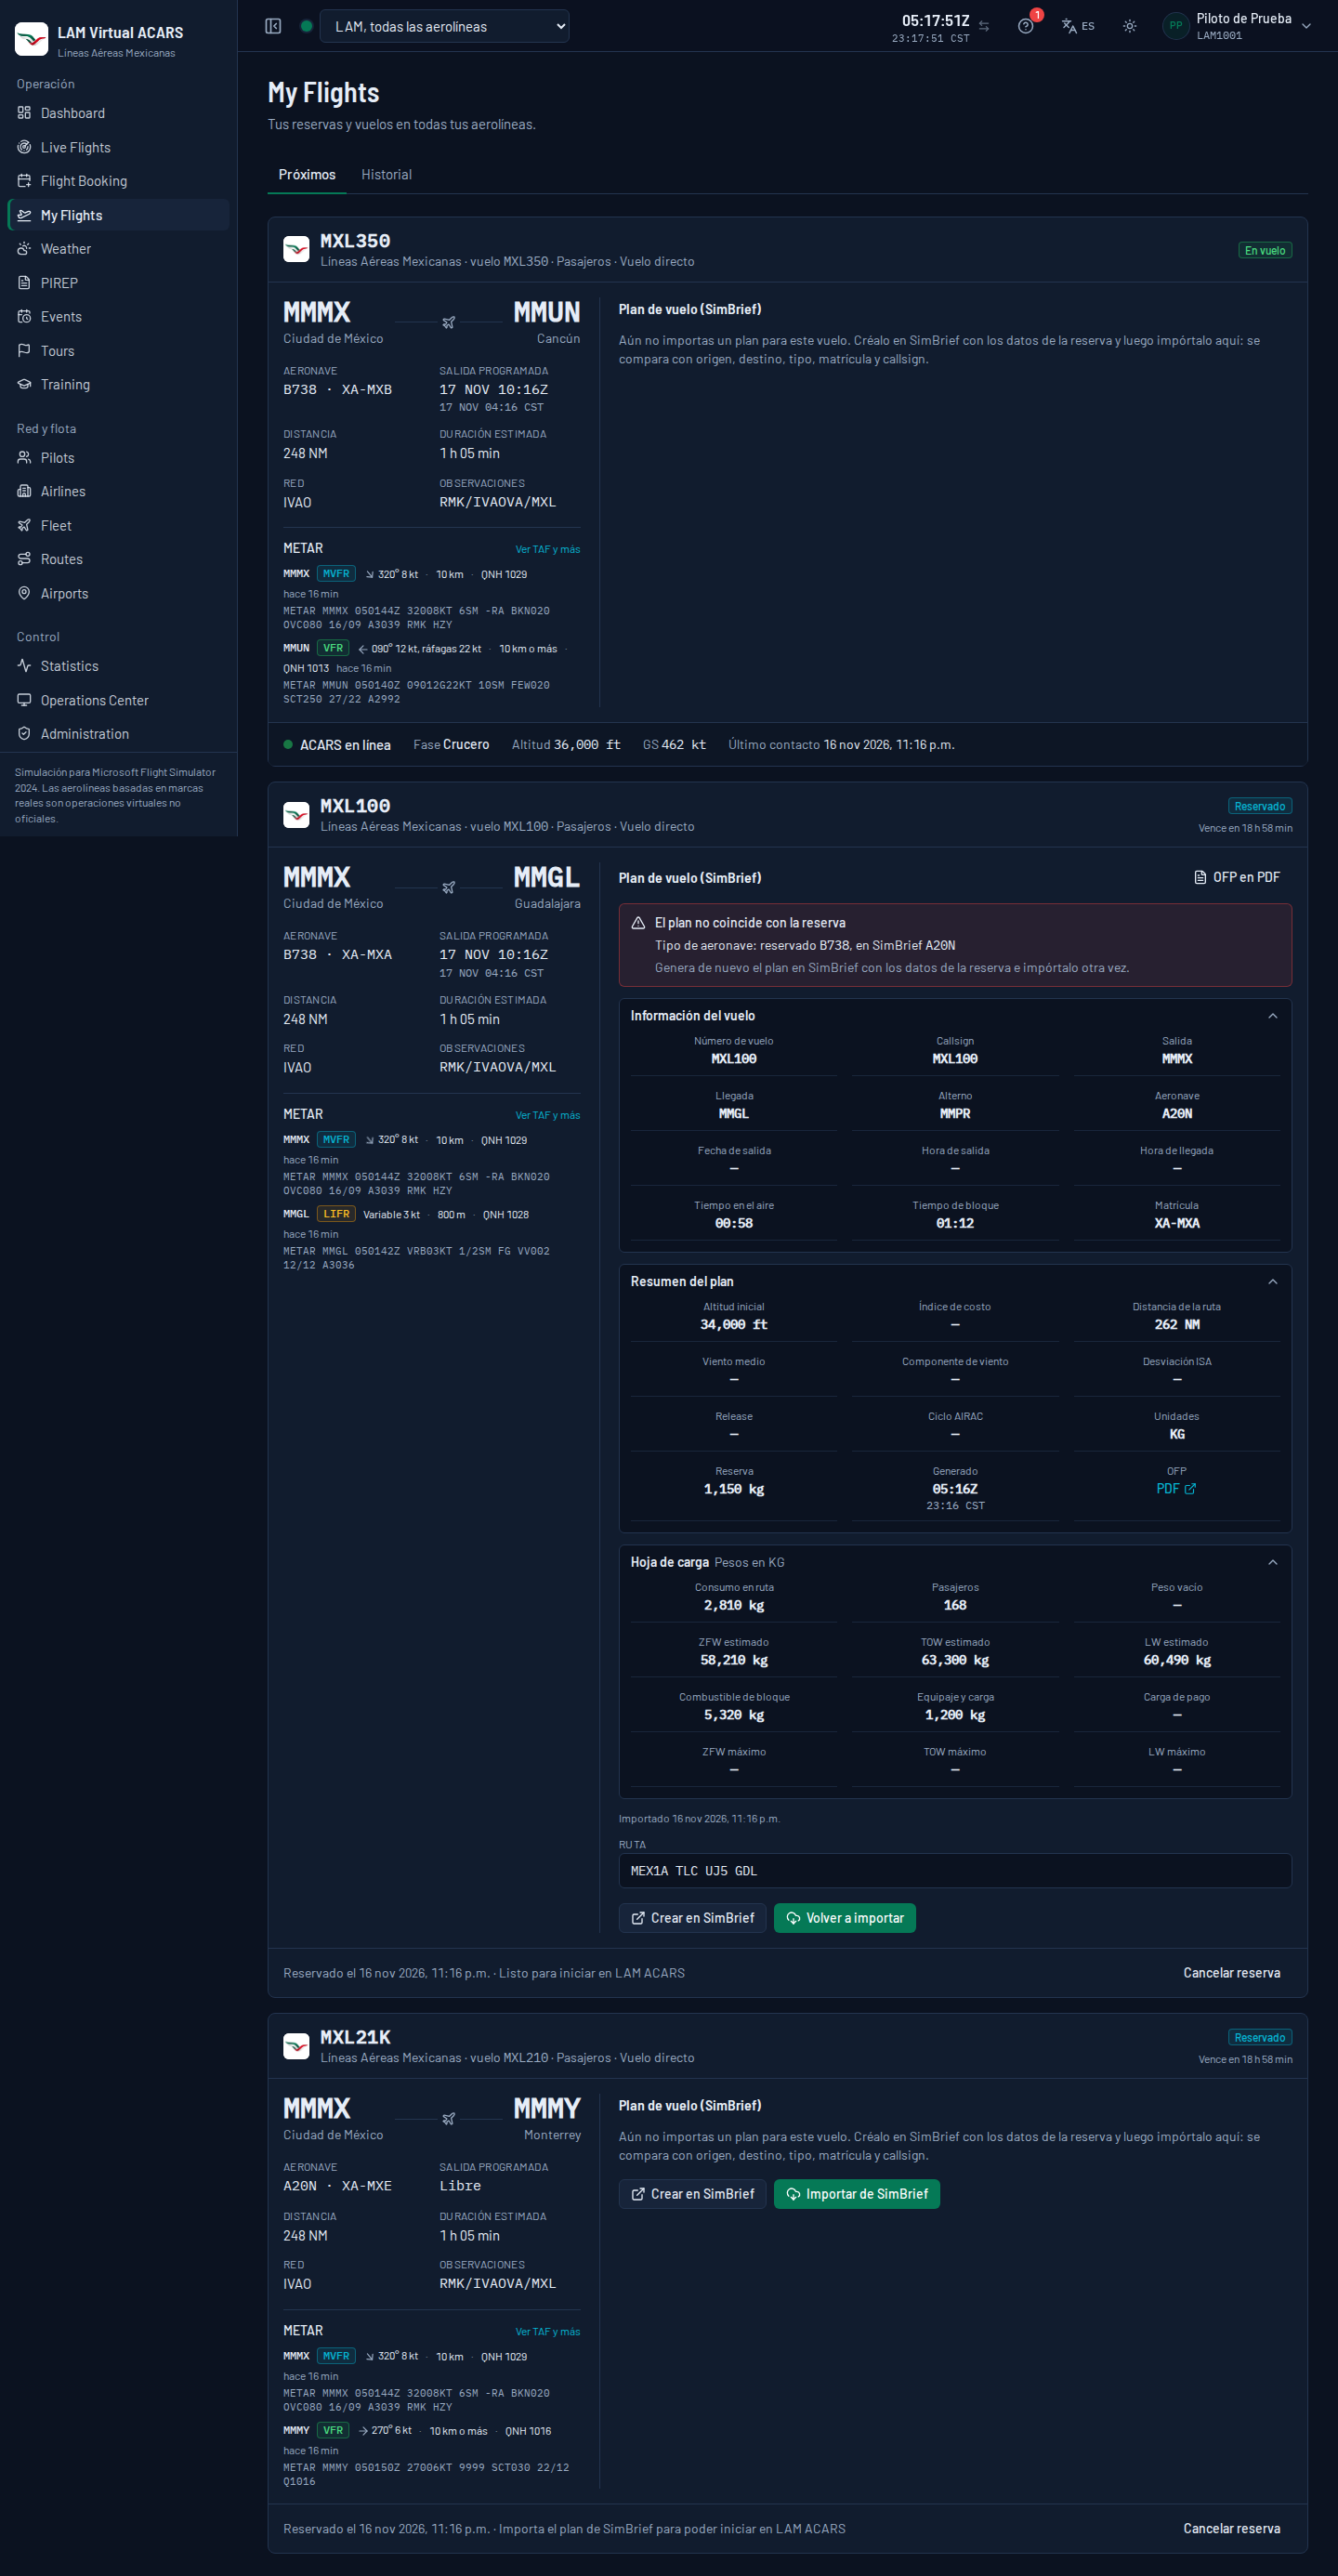 LAM Virtual ACARS
Líneas Aéreas Mexicanas
Operación
Dashboard
Live Flights
Flight Booking
My Flights
Weather
PIREP
Events
Tours
Training
Red y flota
Pilots
Airlines
Fleet
Routes
Airports
Control
Statistics
Operations Center
Administration
Simulación para Microsoft Flight Simulator
2024. Las aerolíneas basadas en marcas
reales son operaciones virtuales no
oficiales.
LAM, todas las aerolíneas
05:17:51Z
23:17:51 CST
1
ES
PP
Piloto de Prueba
LAM1001
My Flights
Tus reservas y vuelos en todas tus aerolíneas.
Próximos Historial
MXL350
Líneas Aéreas Mexicanas · vuelo MXL350 · Pasajeros · Vuelo directo
En vuelo
MMMX MMUN
Ciudad de México Cancún
AERONAVE SALIDA PROGRAMADA
B738 · XA-MXB 17 NOV 10:16Z
17 NOV 04:16 CST
DISTANCIA DURACIÓN ESTIMADA
248 NM 1 h 05 min
RED OBSERVACIONES
IVAO RMK/IVAOVA/MXL
METAR Ver TAF y más
MMMX MVFR ↘ 320° 8 kt · 10 km · QNH 1029
hace 16 min
METAR MMMX 050144Z 32008KT 6SM -RA BKN020
OVC080 16/09 A3039 RMK HZY
MMUN VFR ← 090° 12 kt, ráfagas 22 kt · 10 km o más ·
QNH 1013 hace 16 min
METAR MMUN 050140Z 09012G22KT 10SM FEW020
SCT250 27/22 A2992
Plan de vuelo (SimBrief)
Aún no importas un plan para este vuelo. Créalo en SimBrief con los datos de la reserva y luego impórtalo aquí: se
compara con origen, destino, tipo, matrícula y callsign.
ACARS en línea Fase Crucero Altitud 36,000 ft GS 462 kt Último contacto 16 nov 2026, 11:16 p.m.
MXL100
Líneas Aéreas Mexicanas · vuelo MXL100 · Pasajeros · Vuelo directo
Reservado
Vence en 18 h 58 min
MMMX MMGL
Ciudad de México Guadalajara
AERONAVE SALIDA PROGRAMADA
B738 · XA-MXA 17 NOV 10:16Z
17 NOV 04:16 CST
DISTANCIA DURACIÓN ESTIMADA
248 NM 1 h 05 min
RED OBSERVACIONES
IVAO RMK/IVAOVA/MXL
METAR Ver TAF y más
MMMX MVFR ↘ 320° 8 kt · 10 km · QNH 1029
hace 16 min
METAR MMMX 050144Z 32008KT 6SM -RA BKN020
OVC080 16/09 A3039 RMK HZY
MMGL LIFR Variable 3 kt · 800 m · QNH 1028
hace 16 min
METAR MMGL 050142Z VRB03KT 1/2SM FG VV002
12/12 A3036
Plan de vuelo (SimBrief) OFP en PDF
El plan no coincide con la reserva
Tipo de aeronave: reservado B738, en SimBrief A20N
Genera de nuevo el plan en SimBrief con los datos de la reserva e impórtalo otra vez.
Información del vuelo
Número de vuelo Callsign Salida
MXL100 MXL100 MMMX
Llegada Alterno Aeronave
MMGL MMPR A20N
Fecha de salida Hora de salida Hora de llegada
— — —
Tiempo en el aire Tiempo de bloque Matrícula
00:58 01:12 XA-MXA
Resumen del plan
Altitud inicial Índice de costo Distancia de la ruta
34,000 ft — 262 NM
Viento medio Componente de viento Desviación ISA
— — —
Release Ciclo AIRAC Unidades
— — KG
Reserva Generado OFP
1,150 kg 05:16Z PDF
23:16 CST
Hoja de carga Pesos en KG
Consumo en ruta Pasajeros Peso vacío
2,810 kg 168 —
ZFW estimado TOW estimado LW estimado
58,210 kg 63,300 kg 60,490 kg
Combustible de bloque Equipaje y carga Carga de pago
5,320 kg 1,200 kg —
ZFW máximo TOW máximo LW máximo
— — —
Importado 16 nov 2026, 11:16 p.m.
RUTA
MEX1A TLC UJ5 GDL
Crear en SimBrief Volver a importar
Reservado el 16 nov 2026, 11:16 p.m. · Listo para iniciar en LAM ACARS Cancelar reserva
MXL21K
Líneas Aéreas Mexicanas · vuelo MXL210 · Pasajeros · Vuelo directo
Reservado
Vence en 18 h 58 min
MMMX MMMY
Ciudad de México Monterrey
AERONAVE SALIDA PROGRAMADA
A20N · XA-MXE Libre
DISTANCIA DURACIÓN ESTIMADA
248 NM 1 h 05 min
RED OBSERVACIONES
IVAO RMK/IVAOVA/MXL
METAR Ver TAF y más
MMMX MVFR ↘ 320° 8 kt · 10 km · QNH 1029
hace 16 min
METAR MMMX 050144Z 32008KT 6SM -RA BKN020
OVC080 16/09 A3039 RMK HZY
MMMY VFR → 270° 6 kt · 10 km o más · QNH 1016
hace 16 min
METAR MMMY 050150Z 27006KT 9999 SCT030 22/12
Q1016
Plan de vuelo (SimBrief)
Aún no importas un plan para este vuelo. Créalo en SimBrief con los datos de la reserva y luego impórtalo aquí: se
compara con origen, destino, tipo, matrícula y callsign.
Crear en SimBrief Importar de SimBrief
Reservado el 16 nov 2026, 11:16 p.m. · Importa el plan de SimBrief para poder iniciar en LAM ACARS Cancelar reserva